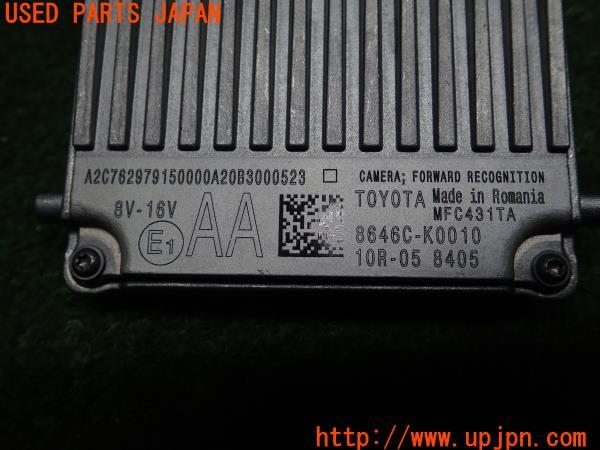 USED PARTS JAPAN
A2C762979150000A20B3000523 CAMERA; FORWARD RECOGNITION
8V-16V E1 AA TOYOTA Made in Romania
MFC431TA
8646C-K0010
10R-05 8405
UPJ
http://www.upjpn.com/